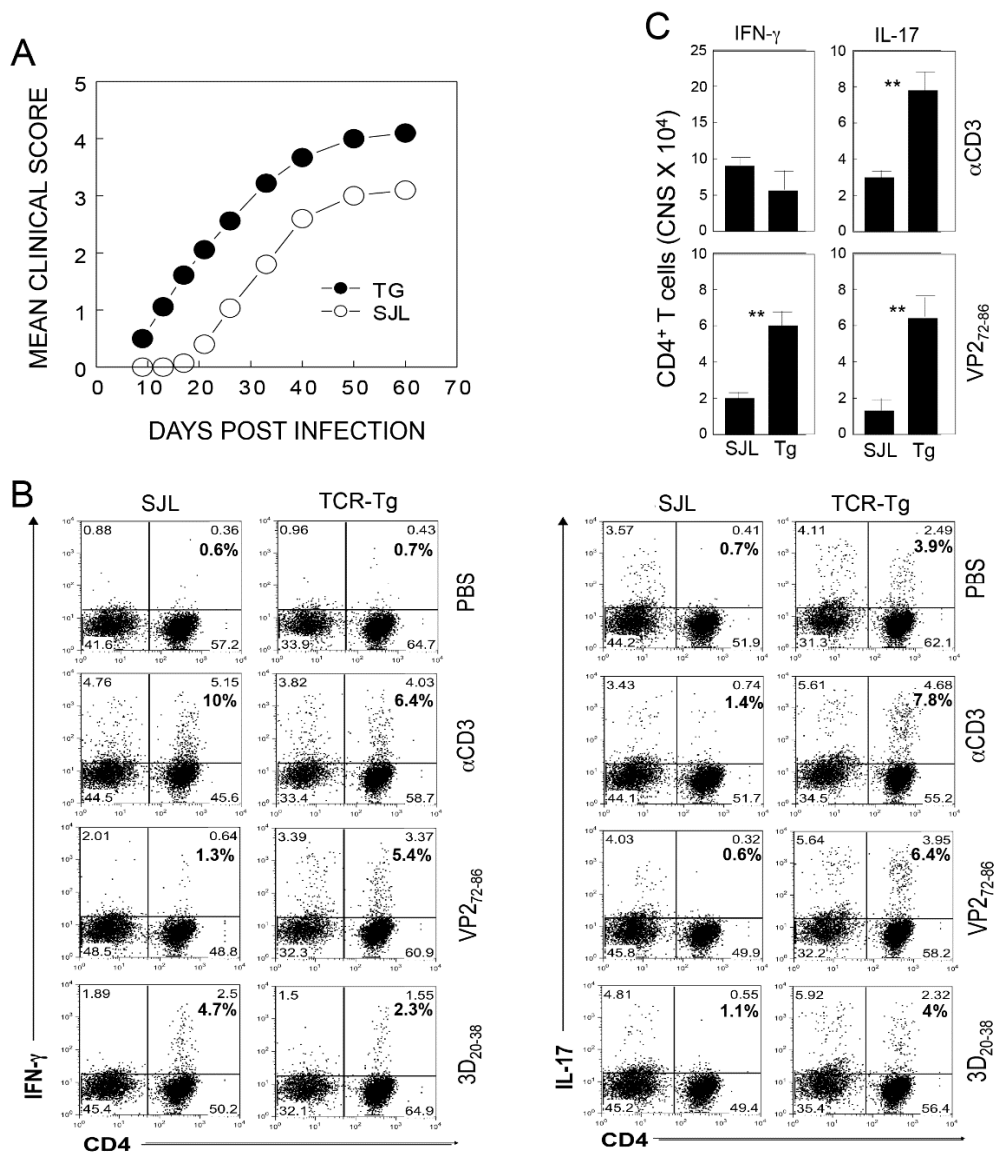 A
MEAN CLINICAL SCORE
5
4
3
2
1
0
TG
SJL
0 10 20 30 40 50 60 70
DAYS POST INFECTION
C
IFN-γ IL-17
CD4+ T cells (CNS X 10⁴)
25
20
15
10
5
0
10
8
6
4
2
0
**
αCD3
10
8
6
4
2
0
**
10
8
6
4
2
0
**
VP2₇₂₋₈₆
SJL Tg SJL Tg
B
SJL TCR-Tg
0.88 0.36 0.96 0.43
0.6% 0.7%
41.6 57.2 33.9 64.7
PBS
4.76 5.15 3.82 4.03
10% 6.4%
44.5 45.6 33.4 58.7
αCD3
2.01 0.64 3.39 3.37
1.3% 5.4%
48.5 48.8 32.3 60.9
VP2₇₂₋₈₆
1.89 2.5 1.5 1.55
4.7% 2.3%
45.4 50.2 32.1 64.9
3D₂₀₋₃₈
IFN-γ
CD4
SJL TCR-Tg
3.57 0.41 4.11 2.49
0.7% 3.9%
44.2 51.9 31.3 62.1
PBS
3.43 0.74 5.61 4.68
1.4% 7.8%
44.1 51.7 34.5 55.2
αCD3
4.03 0.32 5.64 3.95
0.6% 6.4%
45.8 49.9 32.2 58.2
VP2₇₂₋₈₆
4.81 0.55 5.92 2.32
1.1% 4%
45.2 49.4 35.4 56.4
3D₂₀₋₃₈
IL-17
CD4